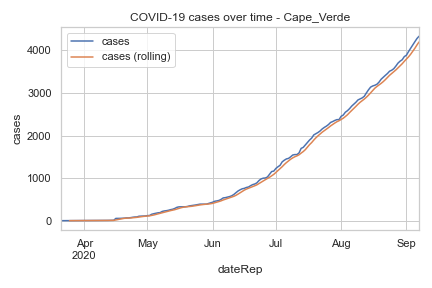 COVID-19 cases over time - Cape_Verde
cases
cases (rolling)
4000
3000
2000
1000
0
cases
Apr May Jun Jul Aug Sep
2020
dateRep